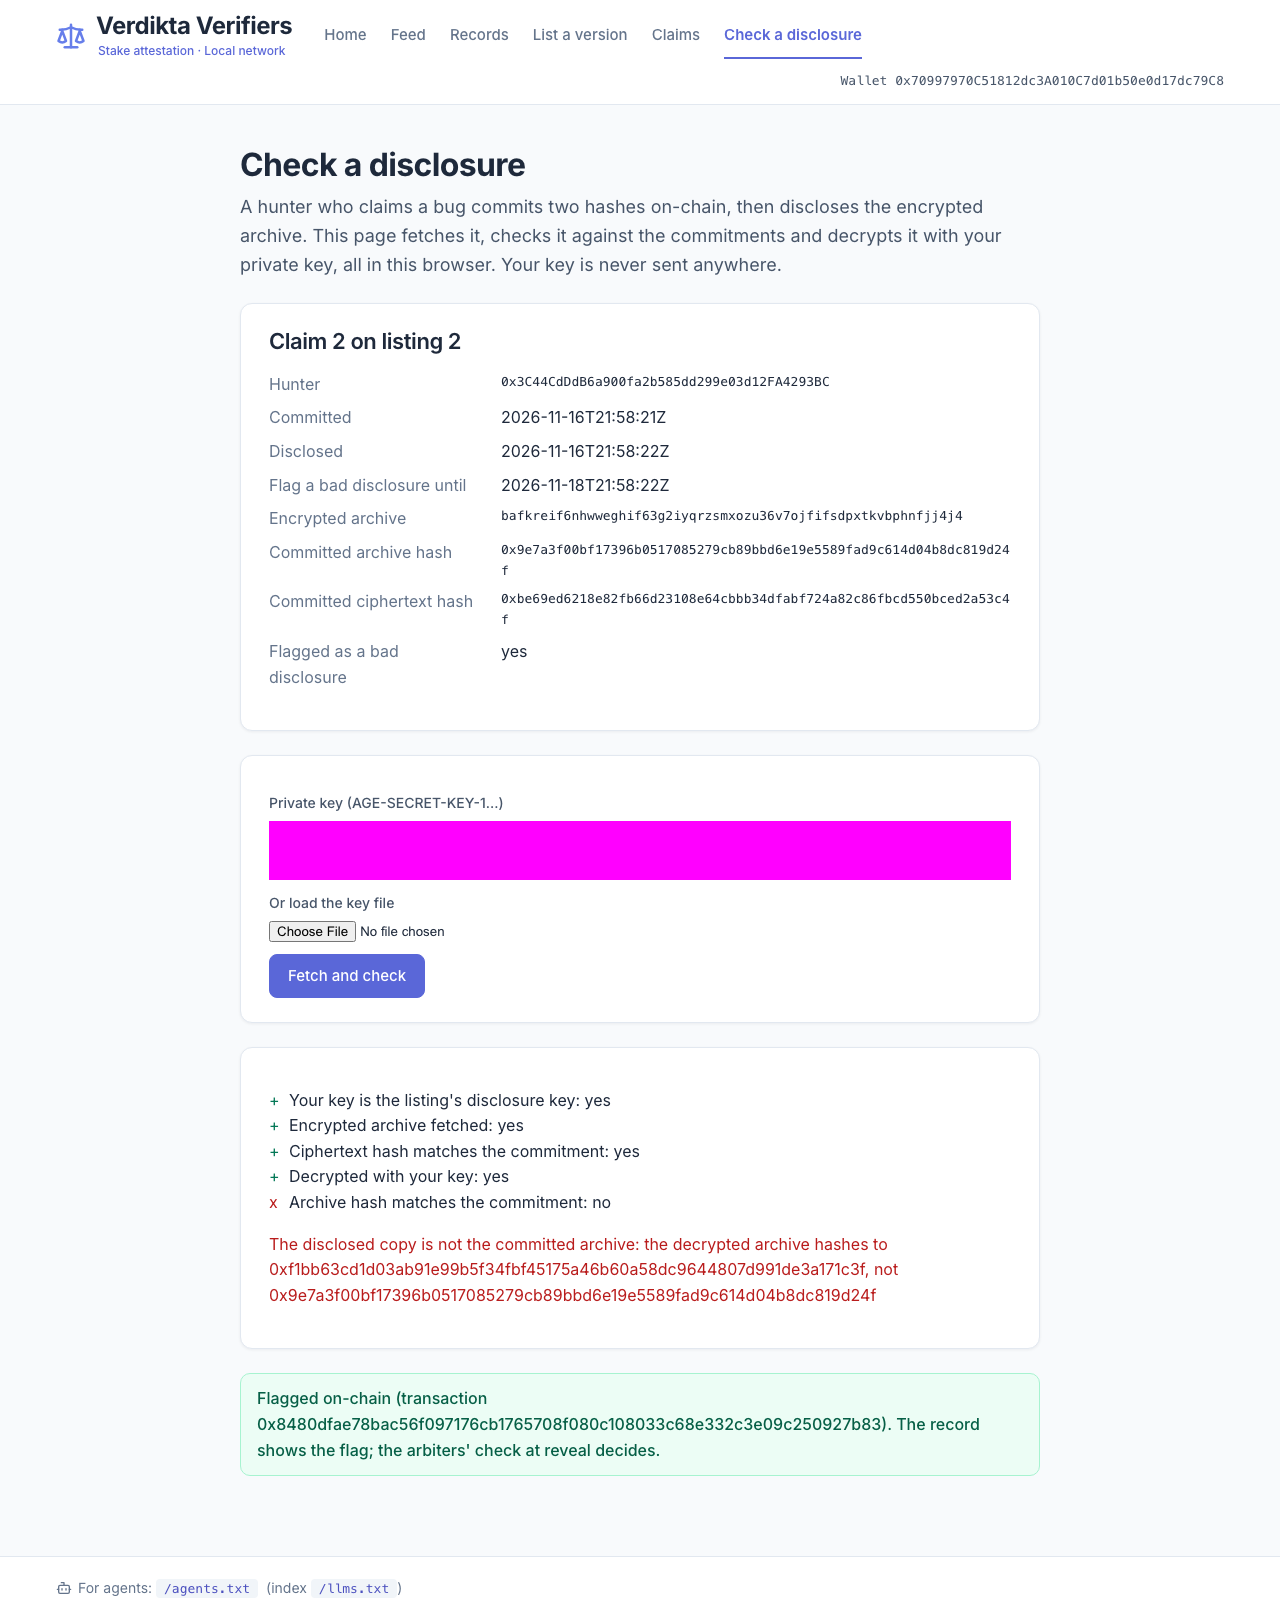 Verdikta Verifiers
Stake attestation · Local network
Home
Feed
Records
List a version
Claims
Check a disclosure
Wallet 0x70997970C51812dc3A010C7d01b50e0d17dc79C8
Check a disclosure
A hunter who claims a bug commits two hashes on-chain, then discloses the encrypted
archive. This page fetches it, checks it against the commitments and decrypts it with your
private key, all in this browser. Your key is never sent anywhere.
Claim 2 on listing 2
Hunter
0x3C44CdDdB6a900fa2b585dd299e03d12FA4293BC
Committed
2026-11-16T21:58:21Z
Disclosed
2026-11-16T21:58:22Z
Flag a bad disclosure until
2026-11-18T21:58:22Z
Encrypted archive
bafkreif6nhwweghif63g2iyqrzsmxozu36v7ojfifsdpxtkvbphnfjj4j4
Committed archive hash
0x9e7a3f00bf17396b0517085279cb89bbd6e19e5589fad9c614d04b8dc819d24
f
Committed ciphertext hash
0xbe69ed6218e82fb66d23108e64cbbb34dfabf724a82c86fbcd550bced2a53c4
f
Flagged as a bad
disclosure
yes
Private key (AGE-SECRET-KEY-1...)
Or load the key file
Choose File No file chosen
Fetch and check
+ Your key is the listing's disclosure key: yes
+ Encrypted archive fetched: yes
+ Ciphertext hash matches the commitment: yes
+ Decrypted with your key: yes
x Archive hash matches the commitment: no
The disclosed copy is not the committed archive: the decrypted archive hashes to
0xf1bb63cd1d03ab91e99b5f34fbf45175a46b60a58dc9644807d991de3a171c3f, not
0x9e7a3f00bf17396b0517085279cb89bbd6e19e5589fad9c614d04b8dc819d24f
Flagged on-chain (transaction
0x8480dfae78bac56f097176cb1765708f080c108033c68e332c3e09c250927b83). The record
shows the flag; the arbiters' check at reveal decides.
For agents: /agents.txt (index /llms.txt)